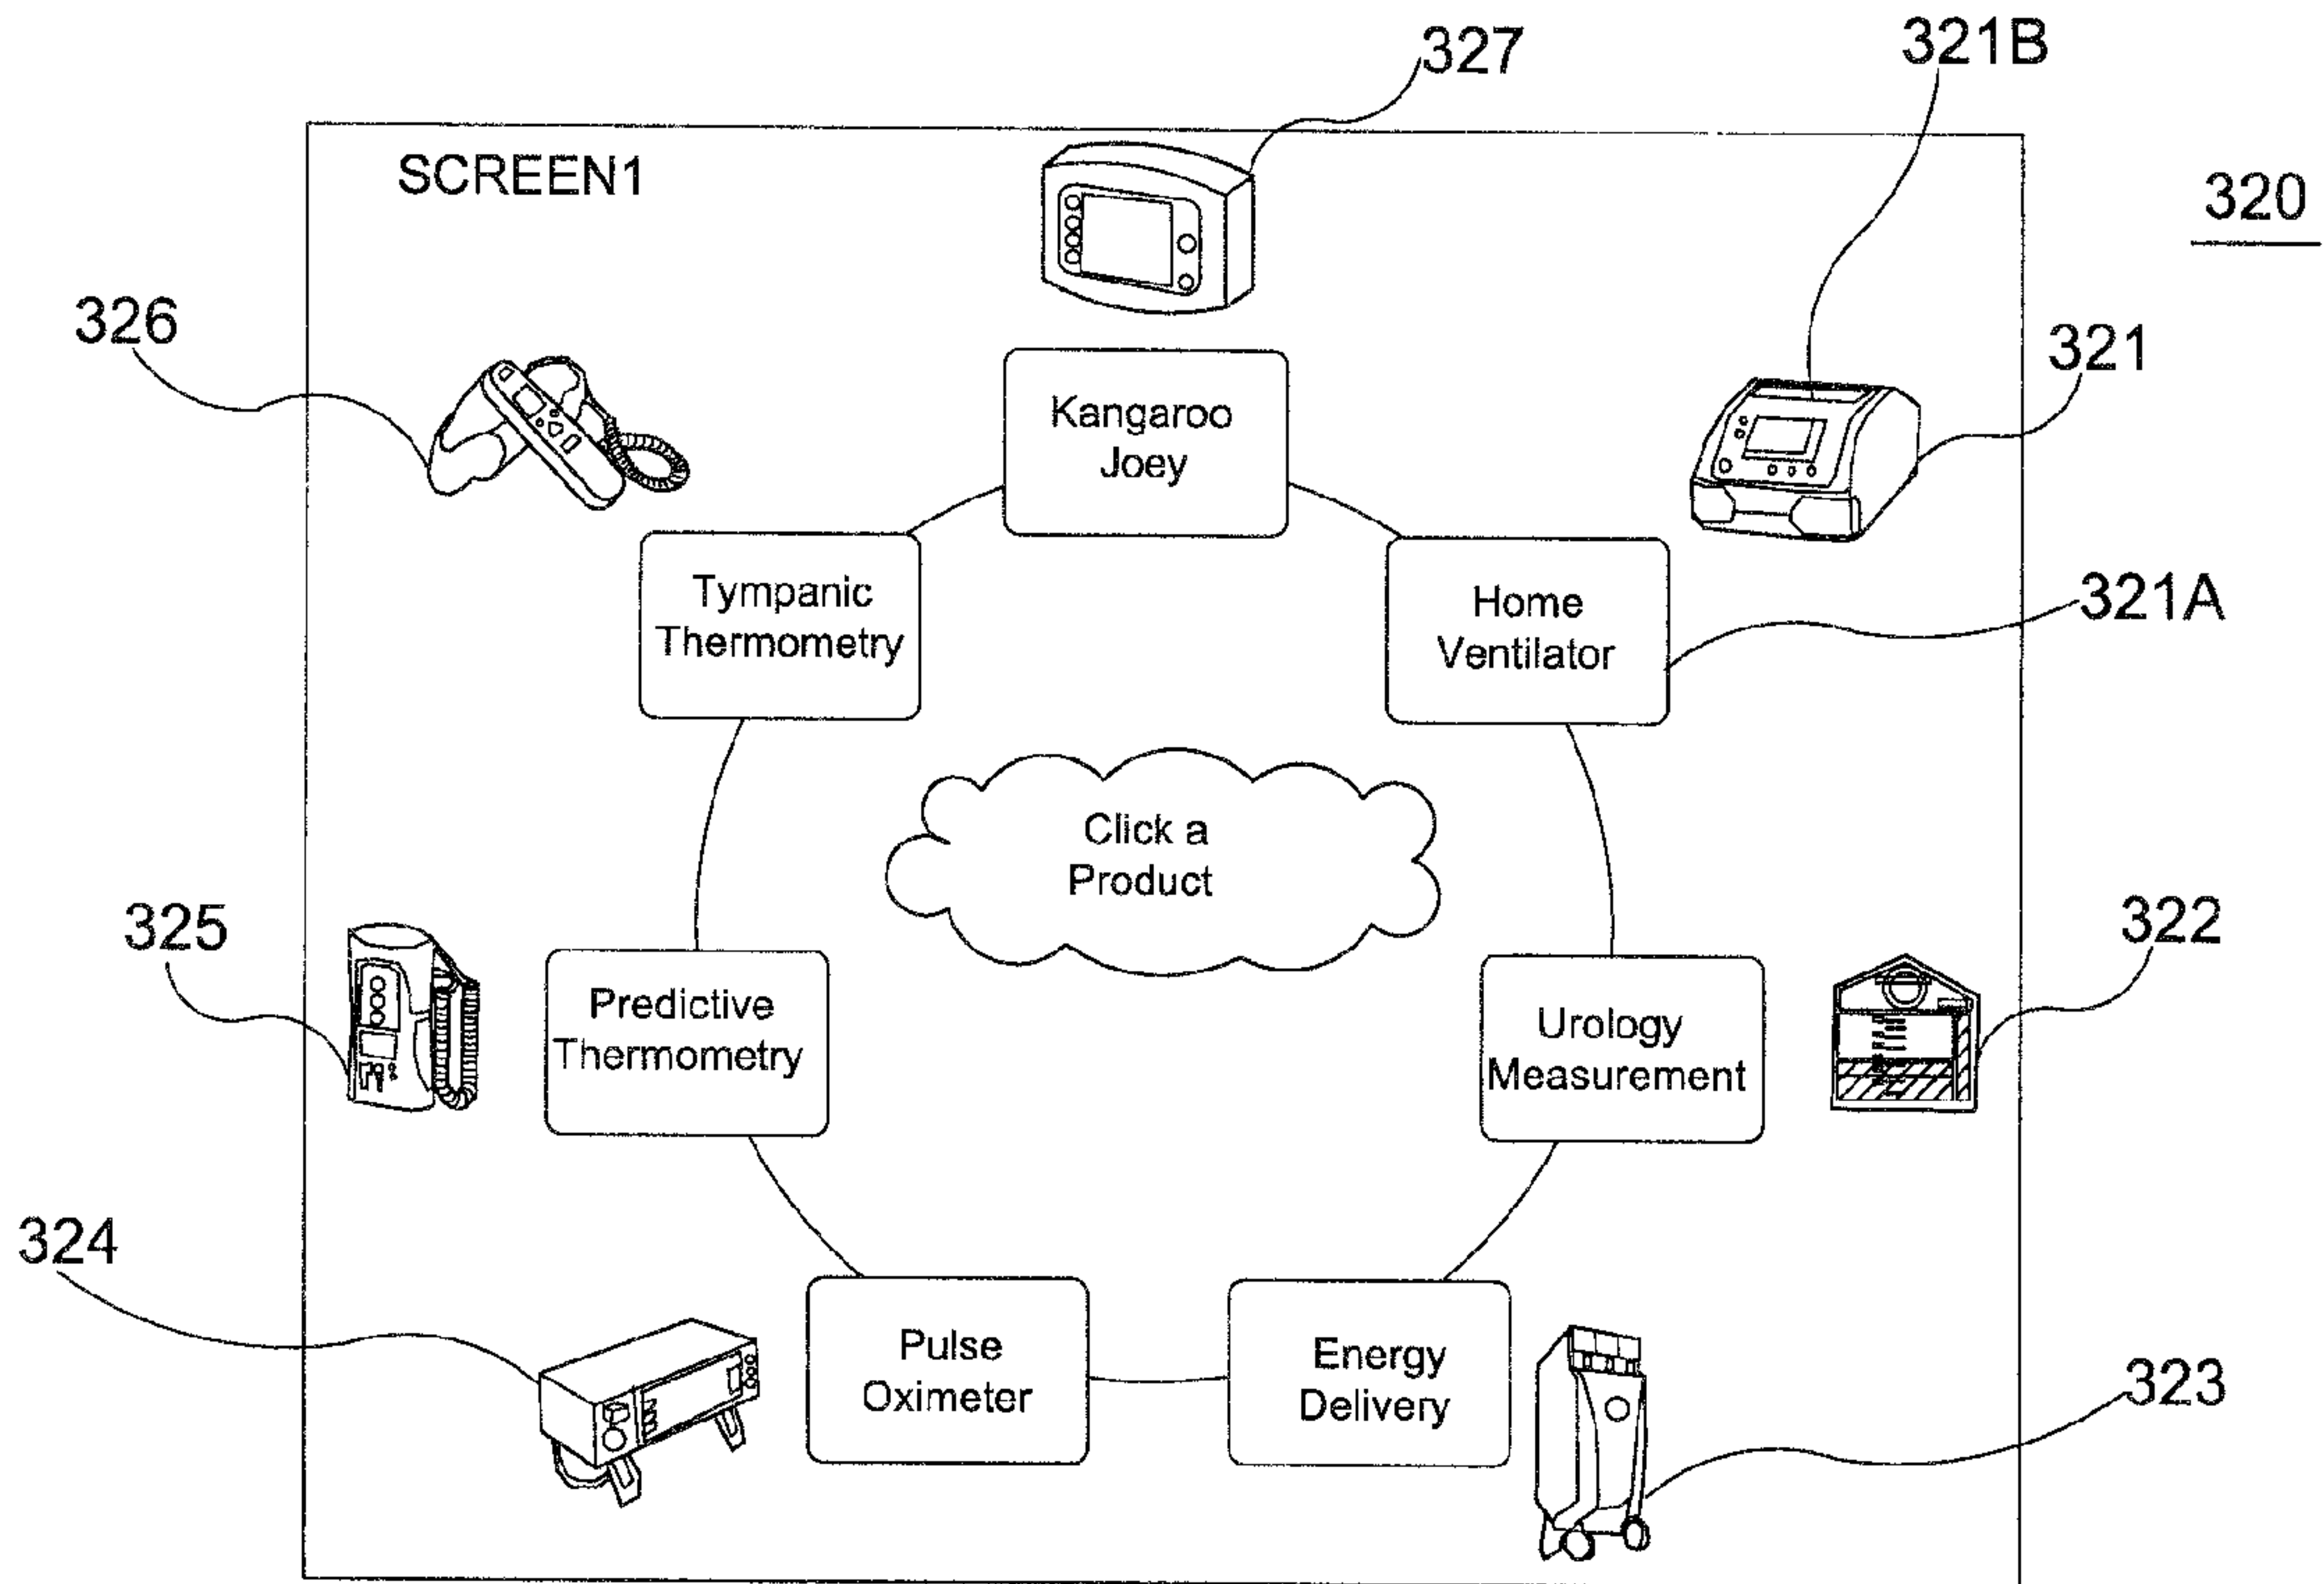 327
321B
SCREEN1
320
326
321
Kangaroo
Joey
Tympanic
Thermometry
Home
Ventilator
321A
Click a
Product
325
322
Predictive
Thermometry
Urology
Measurement
324
Pulse
Oximeter
Energy
Delivery
323